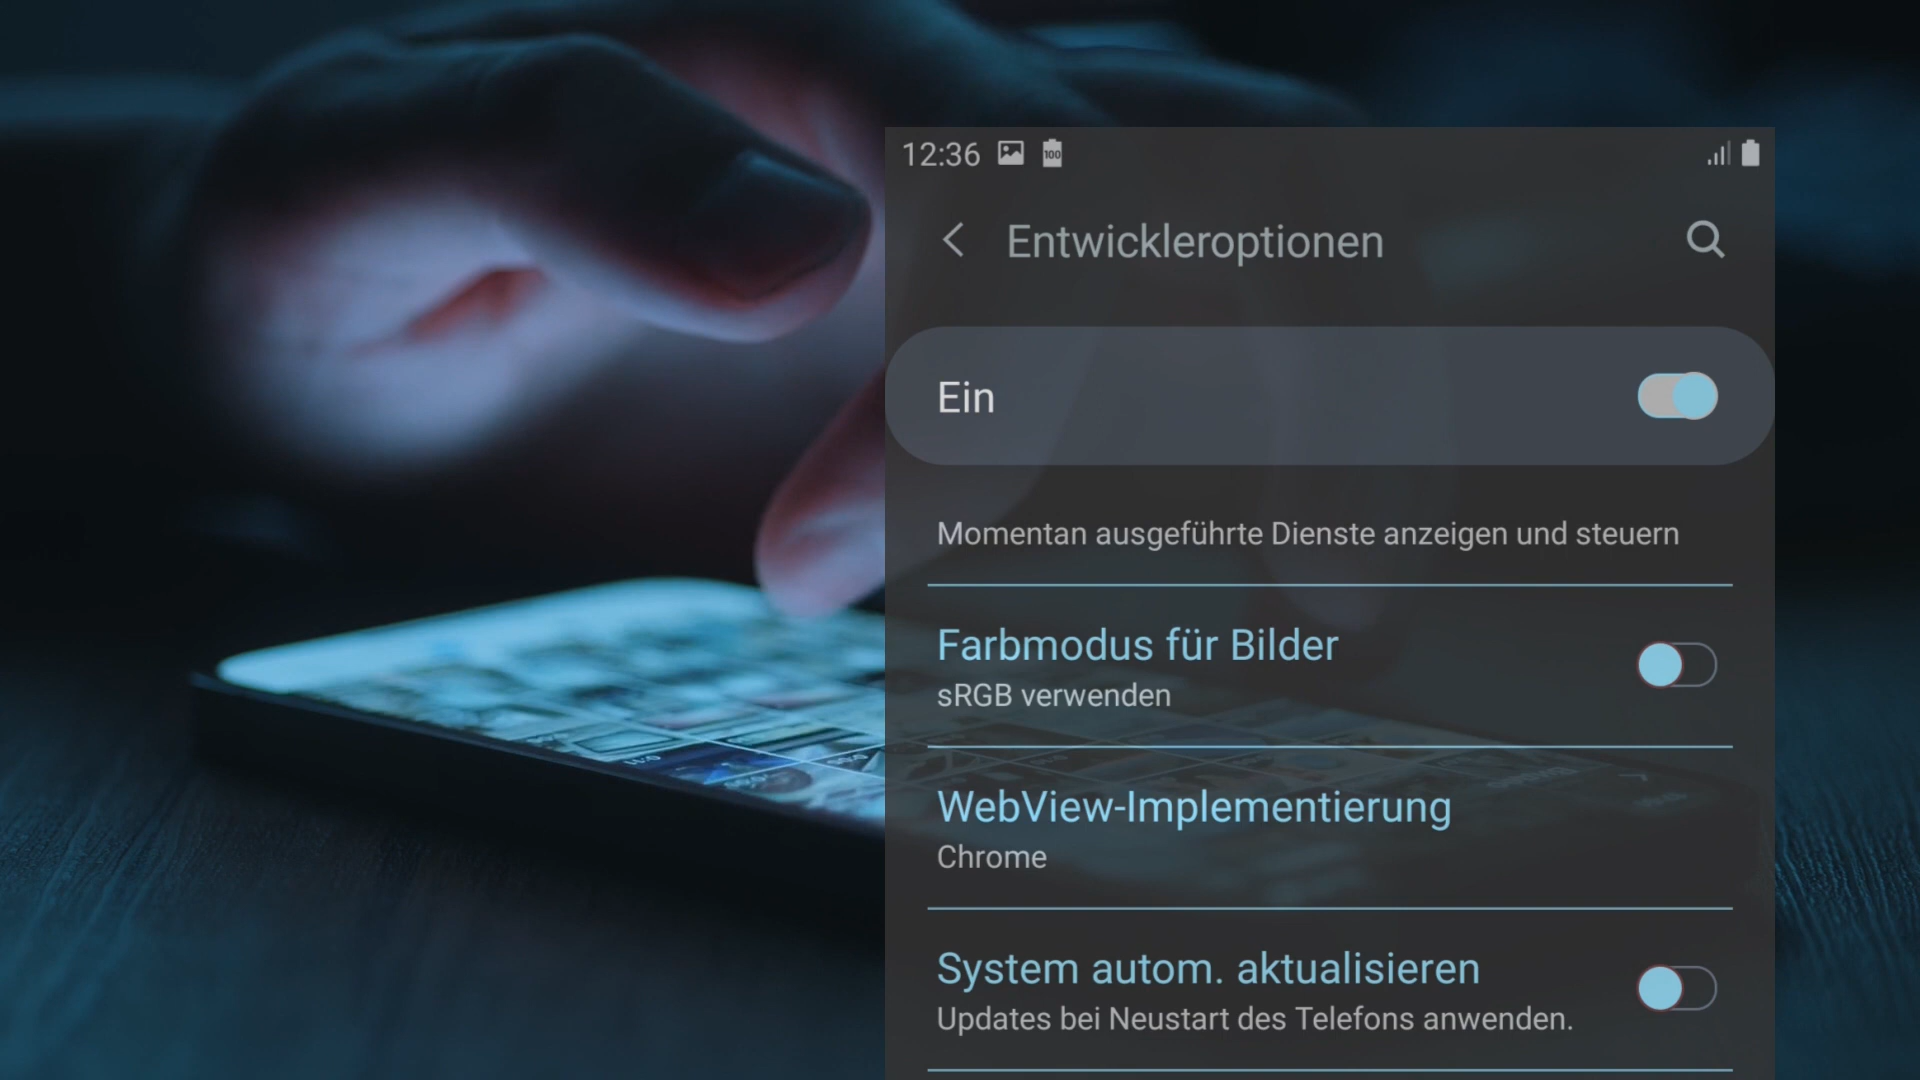 12:36
100
Entwickleroptionen
Ein
Momentan ausgeführte Dienste anzeigen und steuern
Farbmodus für Bilder
sRGB verwenden
WebView-Implementierung
Chrome
System autom. aktualisieren
Updates bei Neustart des Telefons anwenden.